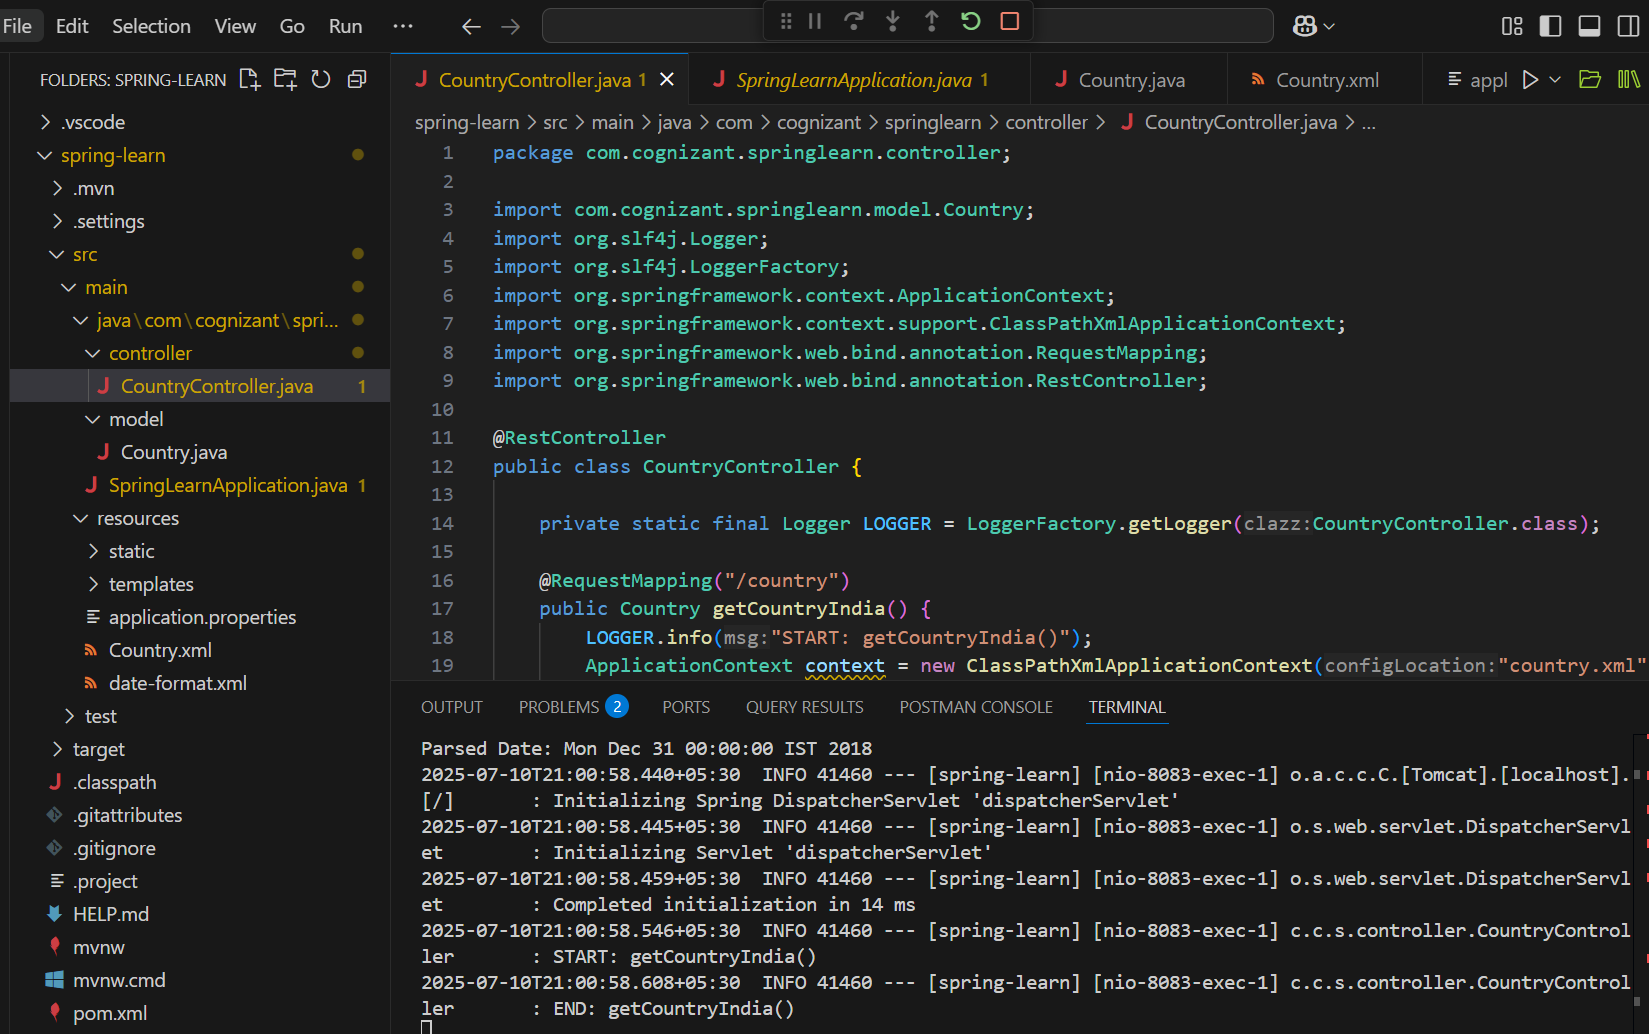 File Edit Selection View Go Run ...
FOLDERS: SPRING-LEARN
.vscode
spring-learn
.mvn
.settings
src
main
java\com\cognizant\spri...
controller
CountryController.java 1
model
Country.java
SpringLearnApplication.java 1
resources
static
templates
application.properties
Country.xml
date-format.xml
test
target
.classpath
.gitattributes
.gitignore
.project
HELP.md
mvnw
mvnw.cmd
pom.xml
CountryController.java 1 SpringLearnApplication.java 1 Country.java Country.xml appl
spring-learn > src > main > java > com > cognizant > springlearn > controller > CountryController.java > ...
1 package com.cognizant.springlearn.controller;
2
3 import com.cognizant.springlearn.model.Country;
4 import org.slf4j.Logger;
5 import org.slf4j.LoggerFactory;
6 import org.springframework.context.ApplicationContext;
7 import org.springframework.context.support.ClassPathXmlApplicationContext;
8 import org.springframework.web.bind.annotation.RequestMapping;
9 import org.springframework.web.bind.annotation.RestController;
10
11 @RestController
12 public class CountryController {
13
14 private static final Logger LOGGER = LoggerFactory.getLogger(clazz:CountryController.class);
15
16 @RequestMapping("/country")
17 public Country getCountryIndia() {
18 LOGGER.info(msg:"START: getCountryIndia()");
19 ApplicationContext context = new ClassPathXmlApplicationContext(configLocation:"country.xml"
OUTPUT PROBLEMS 2 PORTS QUERY RESULTS POSTMAN CONSOLE TERMINAL
Parsed Date: Mon Dec 31 00:00:00 IST 2018
2025-07-10T21:00:58.440+05:30  INFO 41460 --- [spring-learn] [nio-8083-exec-1] o.a.c.c.C.[Tomcat].[localhost].
[/]       : Initializing Spring DispatcherServlet 'dispatcherServlet'
2025-07-10T21:00:58.445+05:30  INFO 41460 --- [spring-learn] [nio-8083-exec-1] o.s.web.servlet.DispatcherServl
et        : Initializing Servlet 'dispatcherServlet'
2025-07-10T21:00:58.459+05:30  INFO 41460 --- [spring-learn] [nio-8083-exec-1] o.s.web.servlet.DispatcherServl
et        : Completed initialization in 14 ms
2025-07-10T21:00:58.546+05:30  INFO 41460 --- [spring-learn] [nio-8083-exec-1] c.c.s.controller.CountryControl
ler       : START: getCountryIndia()
2025-07-10T21:00:58.608+05:30  INFO 41460 --- [spring-learn] [nio-8083-exec-1] c.c.s.controller.CountryControl
ler       : END: getCountryIndia()